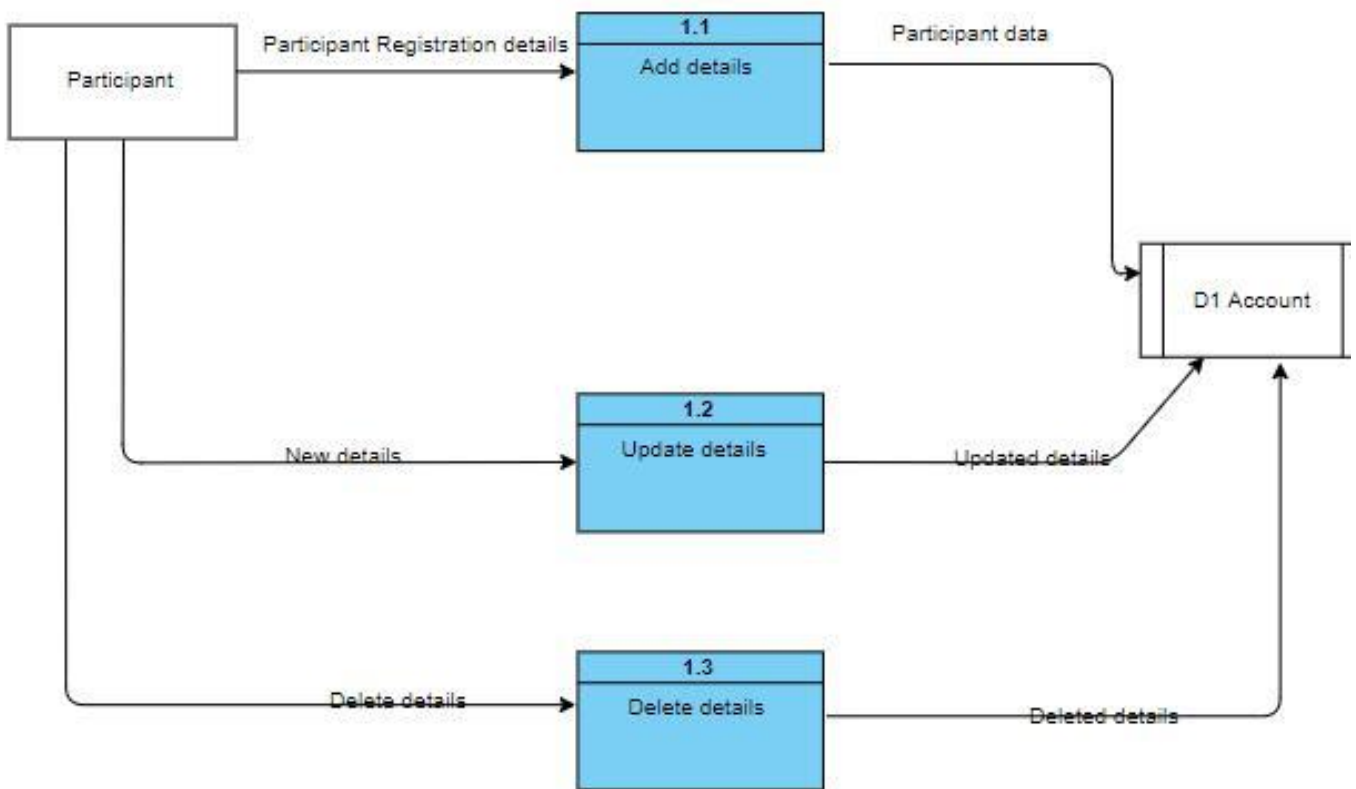 Participant
Participant Registration details
1.1
Add details
Participant data
D1 Account
New details
1.2
Update details
Updated details
Delete details
1.3
Delete details
Deleted details